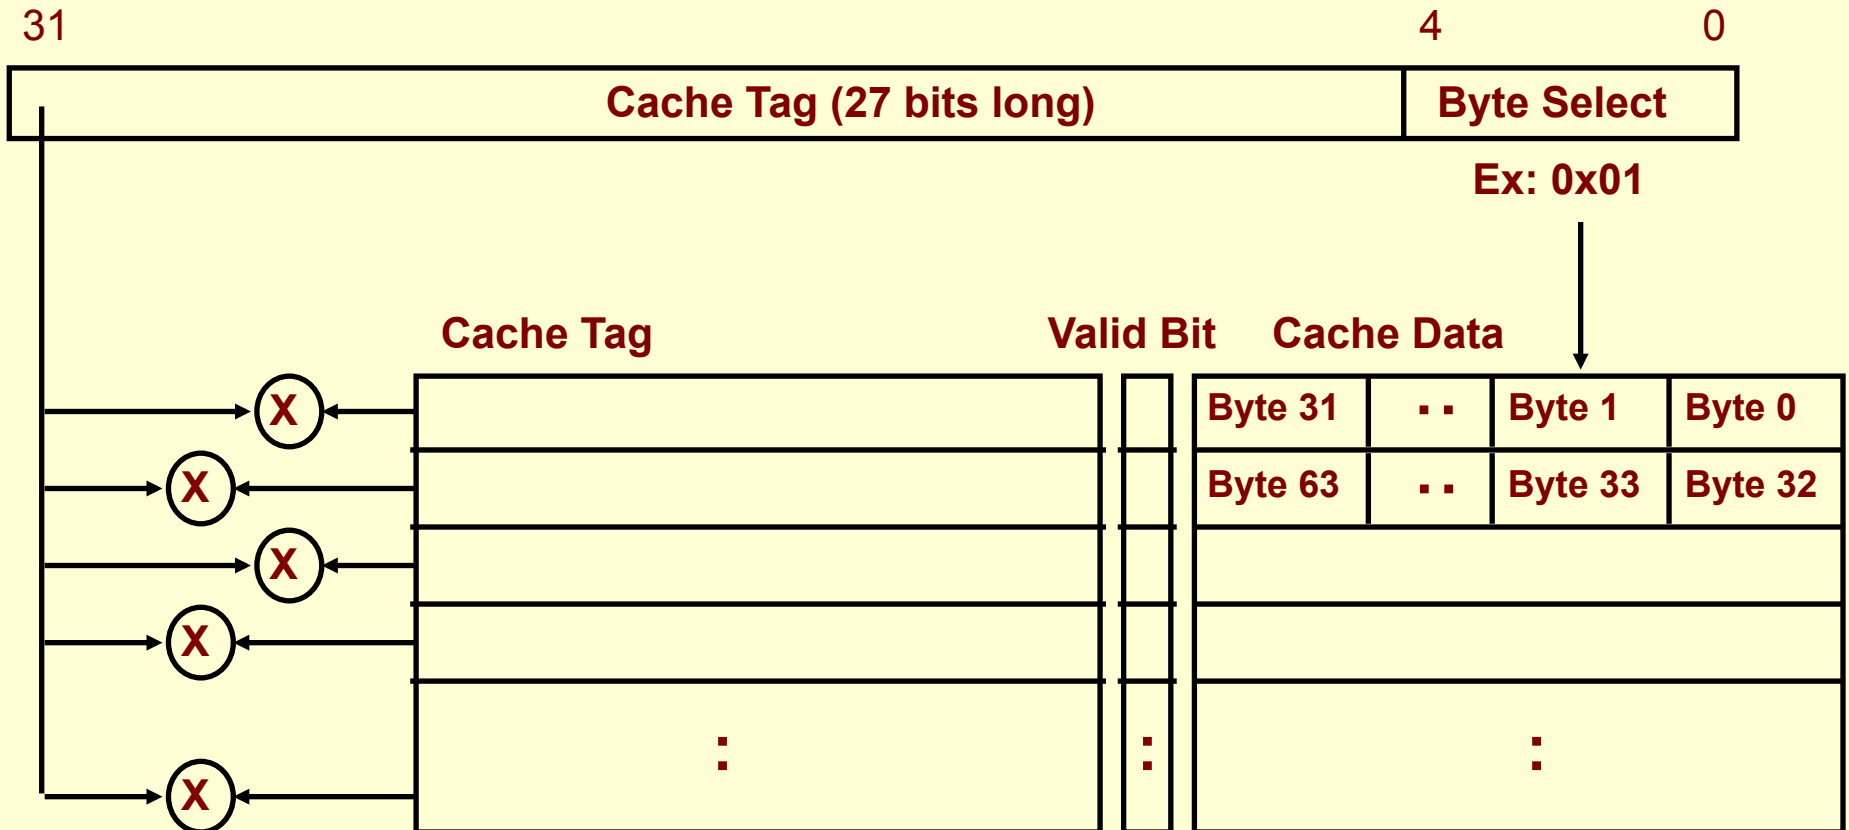 31 4 0
Cache Tag (27 bits long) Byte Select
Ex: 0x01
Cache Tag Valid Bit Cache Data
X Byte 31 .. Byte 1 Byte 0
X Byte 63 .. Byte 33 Byte 32
X
X
: : :
X